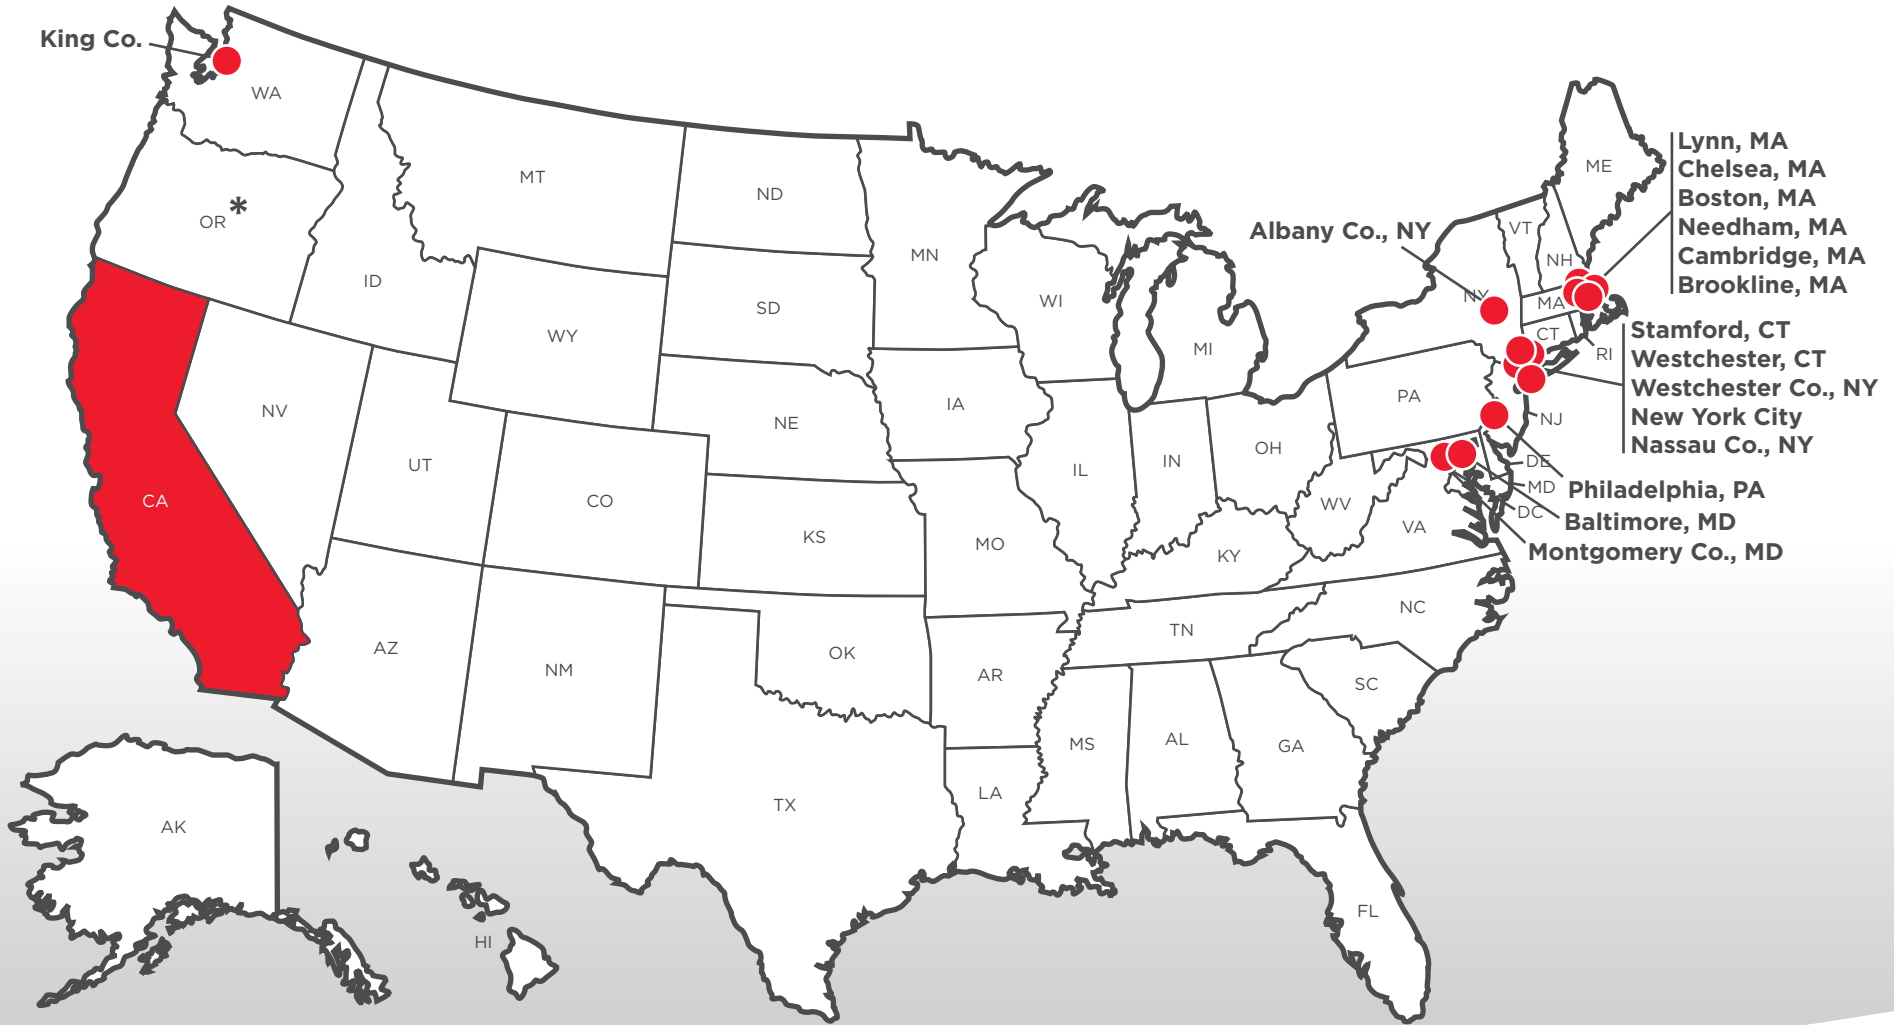 King Co.
WA
OR*
CA
NV
ID
MT
WY
UT
CO
AZ
NM
ND
SD
NE
KS
OK
TX
MN
IA
MO
AR
LA
WI
IL
MS
MI
IN
OH
KY
TN
AL
GA
FL
SC
NC
VA
WV
PA
NY
VT
NH
ME
MA
CT
RI
NJ
DE
MD
DC
AK
HI
Albany Co., NY
Lynn, MA
Chelsea, MA
Boston, MA
Needham, MA
Cambridge, MA
Brookline, MA
Stamford, CT
Westchester, CT
Westchester Co., NY
New York City
Nassau Co., NY
Philadelphia, PA
Baltimore, MD
Montgomery Co., MD